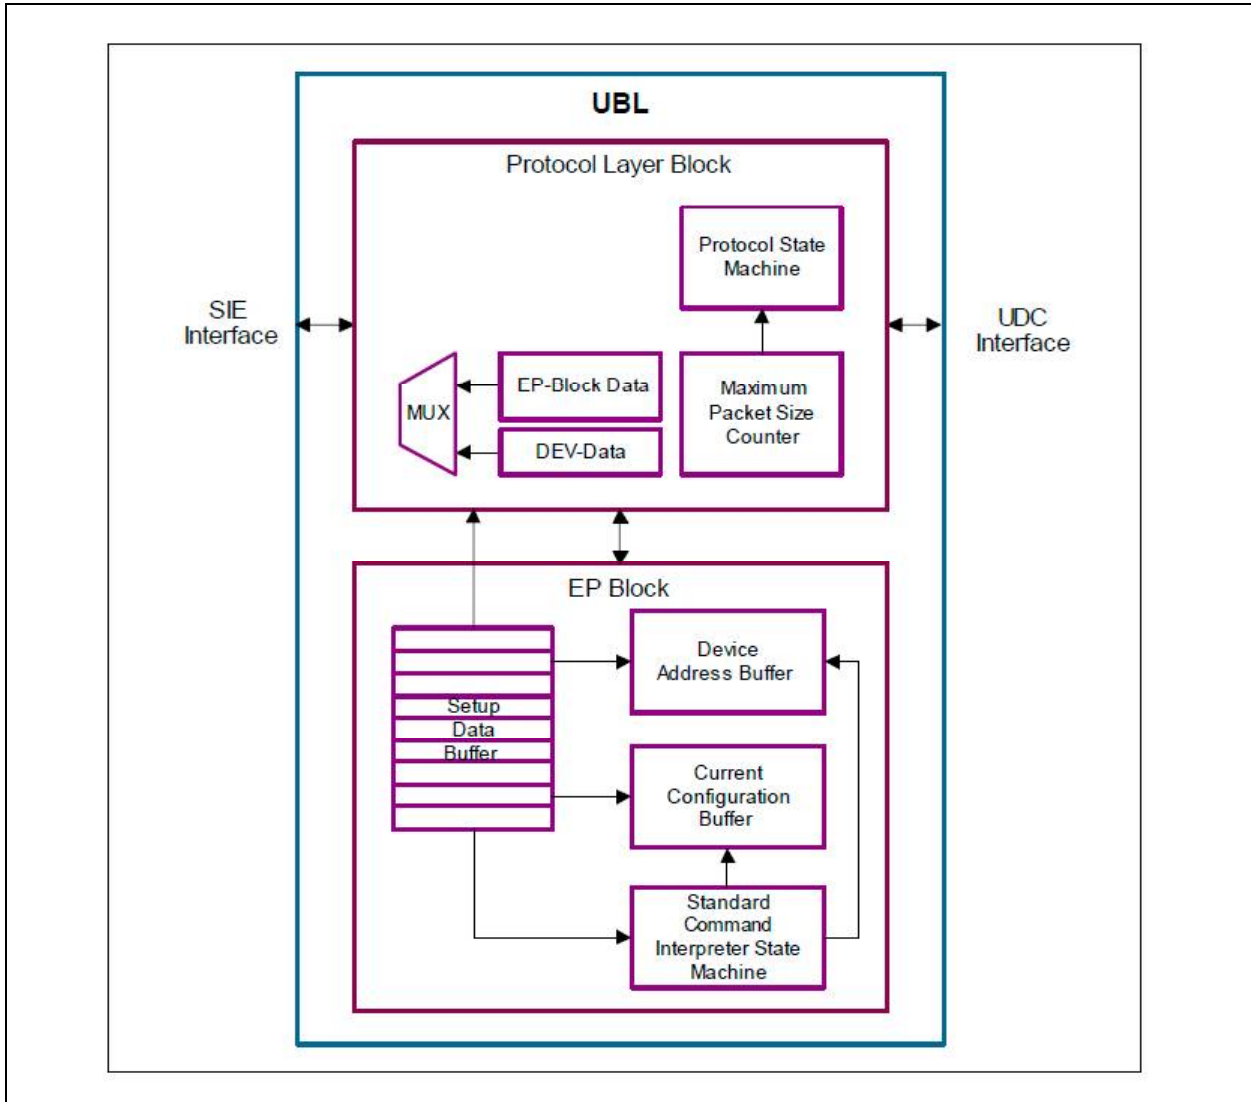 UBL
Protocol Layer Block
Protocol State
Machine
SIE
Interface
UDC
Interface
EP-Block Data
MUX
DEV-Data
Maximum
Packet Size
Counter
EP Block
Setup
Data
Buffer
Device
Address Buffer
Current
Configuration
Buffer
Standard
Command
Interpreter State
Machine